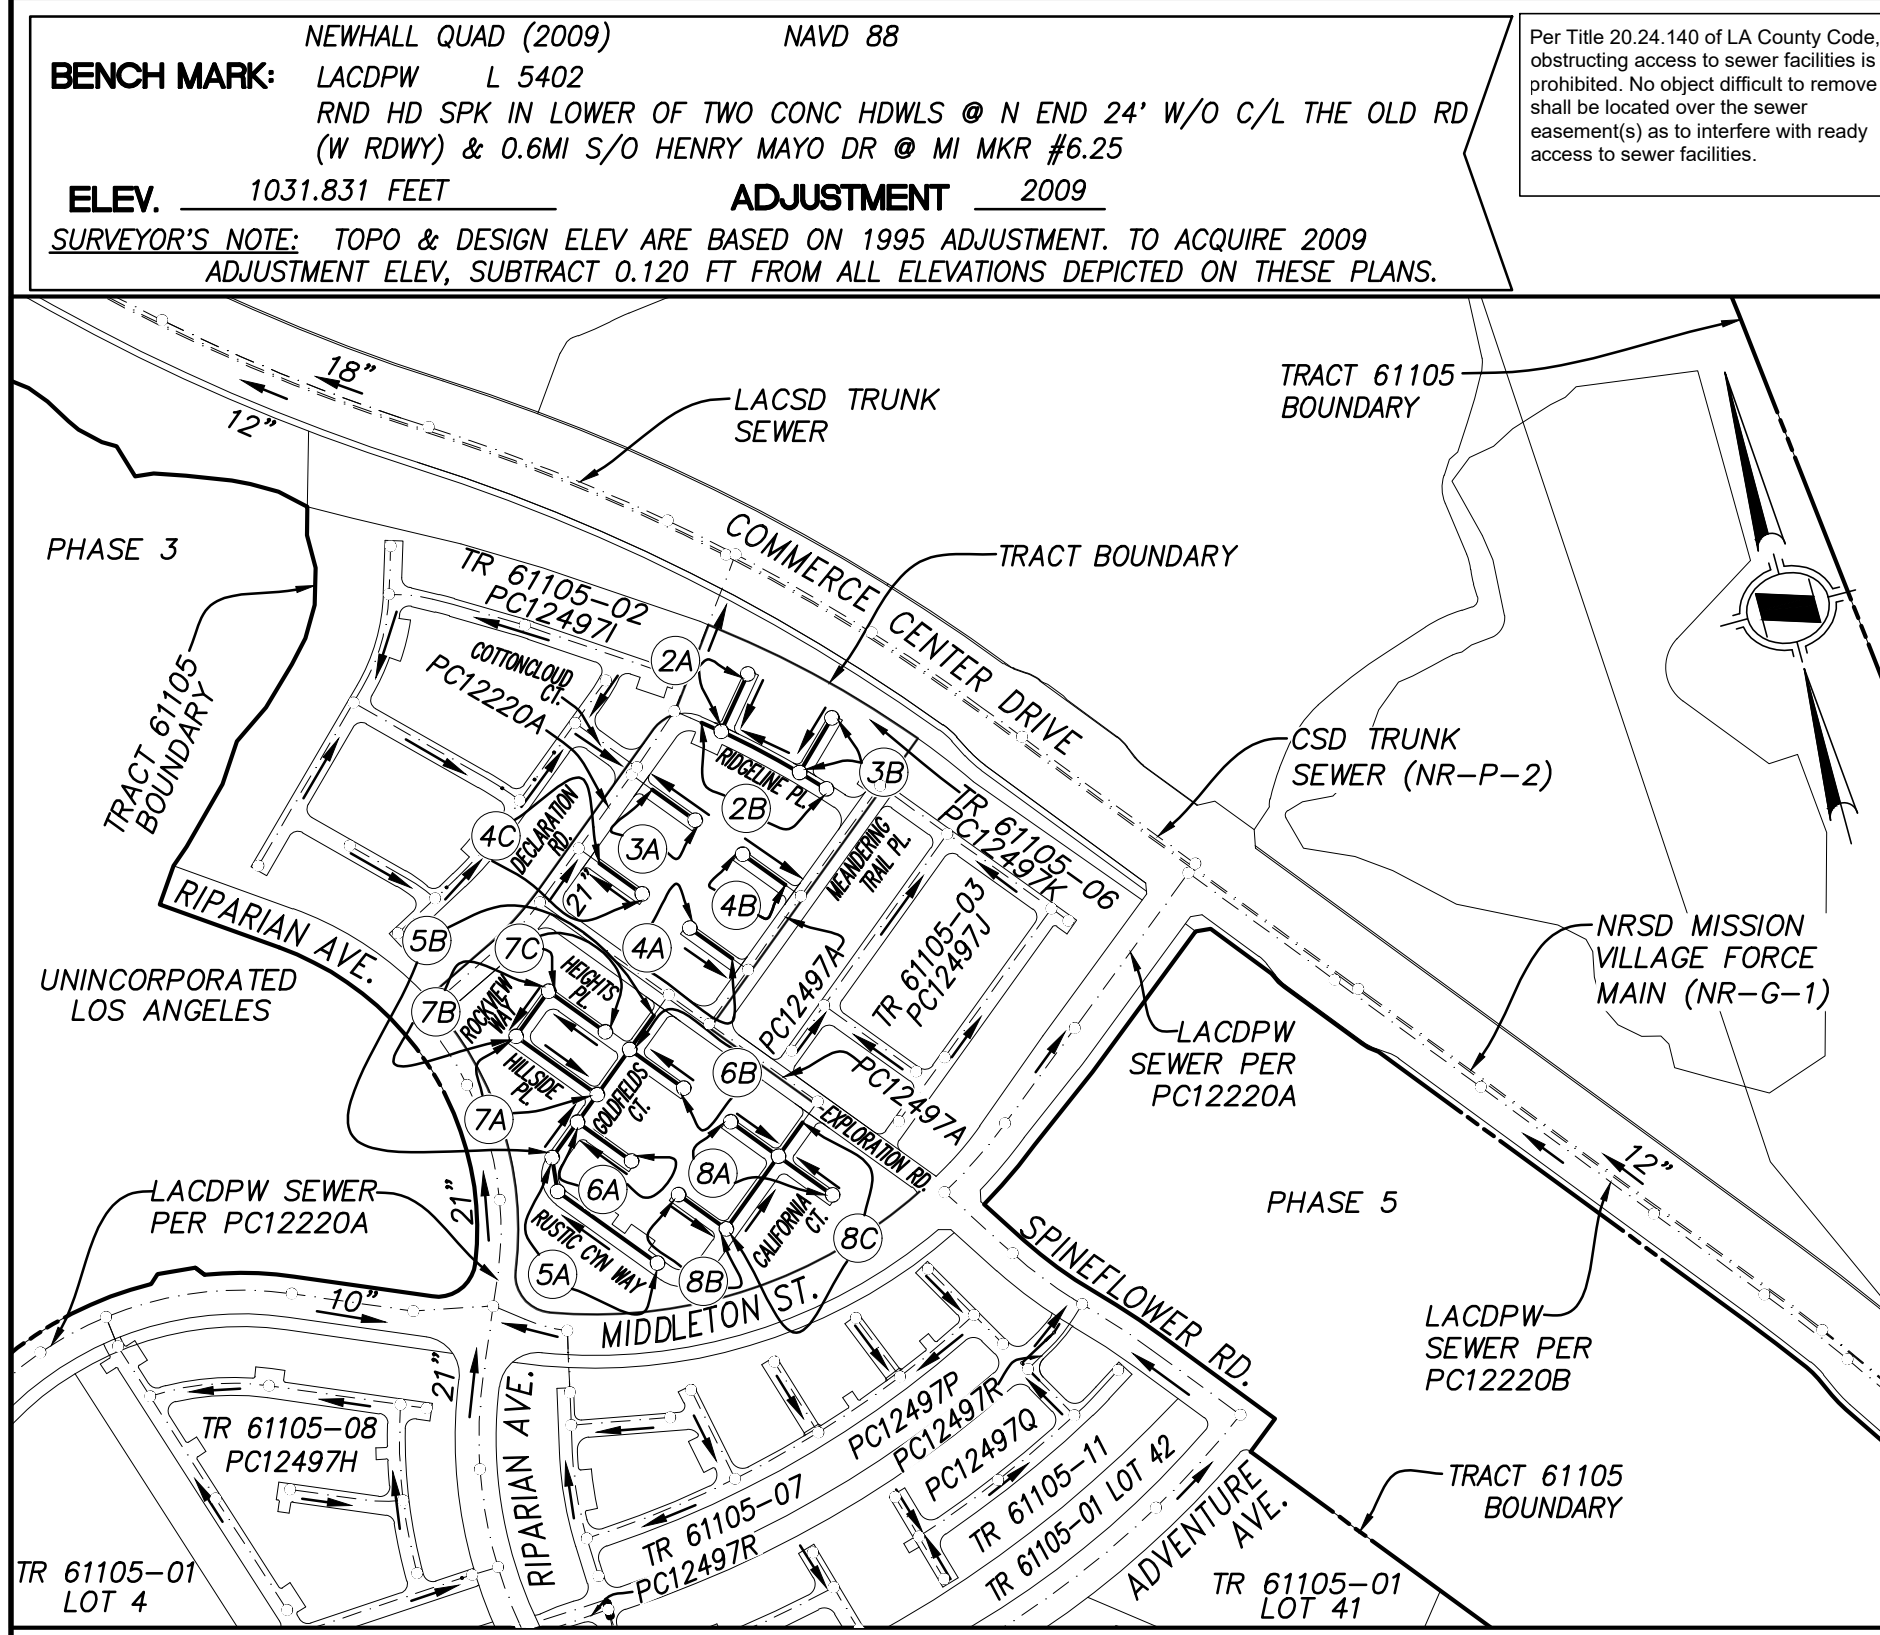 NEWHALL QUAD (2009) NAVD 88
BENCH MARK: LACDPW L 5402
RND HD SPK IN LOWER OF TWO CONC HDWLS @ N END 24' W/O C/L THE OLD RD
(W RDWY) & 0.6MI S/O HENRY MAYO DR @ MI MKR #6.25
ELEV. 1031.831 FEET ADJUSTMENT 2009
SURVEYOR'S NOTE: TOPO & DESIGN ELEV ARE BASED ON 1995 ADJUSTMENT. TO ACQUIRE 2009
ADJUSTMENT ELEV, SUBTRACT 0.120 FT FROM ALL ELEVATIONS DEPICTED ON THESE PLANS.
Per Title 20.24.140 of LA County Code,
obstructing access to sewer facilities is
prohibited. No object difficult to remove
shall be located over the sewer
easement(s) as to interfere with ready
access to sewer facilities.
18"
12"
LACSD TRUNK
SEWER
TRACT 61105
BOUNDARY
PHASE 3
COMMERCE CENTER DRIVE
TRACT BOUNDARY
TR 61105-02
PC12497I
COTTONCLOUD
CT.
PC12220A
2A
TRACT 61105
BOUNDARY
RIDGELINE PL.
3B
2B
CSD TRUNK
SEWER (NR-P-2)
4C
DECLARATION
RD.
3A
MEANDERING
TRAIL PL.
TR 61105-06
PC12497K
21"
4B
RIPARIAN AVE.
5B
7C
4A
TR 61105-03
PC12497J
NRSD MISSION
VILLAGE FORCE
MAIN (NR-G-1)
UNINCORPORATED
LOS ANGELES
7B
ROCKVIEW
WAY
HEIGHTS
PL.
PC12497A
HILLSIDE
PL.
6B
PC12497A
LACDPW
SEWER PER
PC12220A
7A
GOLDFIELDS
CT.
EXPLORATION RD.
LACDPW SEWER
PER PC12220A
21"
6A
8A
12"
PHASE 5
RUSTIC CYN WAY
CALIFORNIA
CT.
8C
5A
8B
SPINEFLOWER RD.
10"
MIDDLETON ST.
LACDPW
SEWER PER
PC12220B
21"
RIPARIAN AVE.
TR 61105-08
PC12497H
PC12497P
PC12497R
PC12497Q
TR 61105-11
TR 61105-01 LOT 42
ADVENTURE
AVE.
TRACT 61105
BOUNDARY
TR 61105-07
PC12497R
TR 61105-01
LOT 4
TR 61105-01
LOT 41